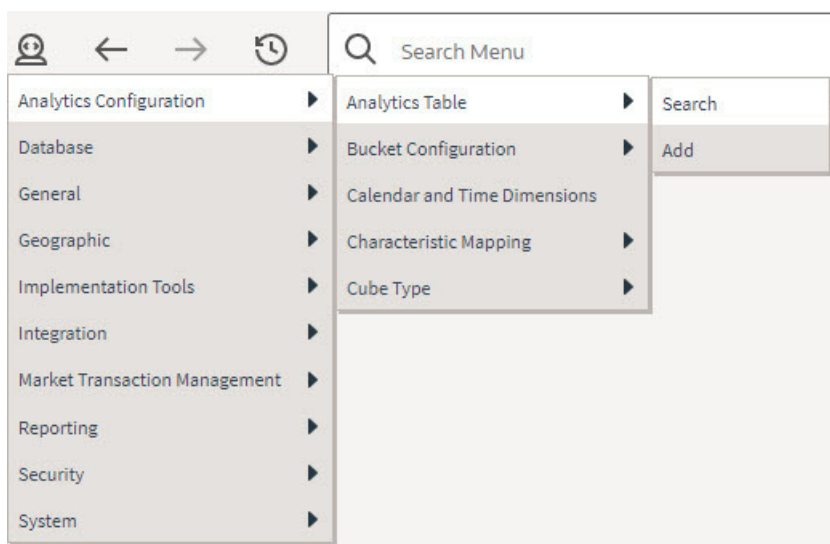 Search Menu
Analytics Configuration
Database
General
Geographic
Implementation Tools
Integration
Market Transaction Management
Reporting
Security
System
Analytics Table
Bucket Configuration
Calendar and Time Dimensions
Characteristic Mapping
Cube Type
Search
Add